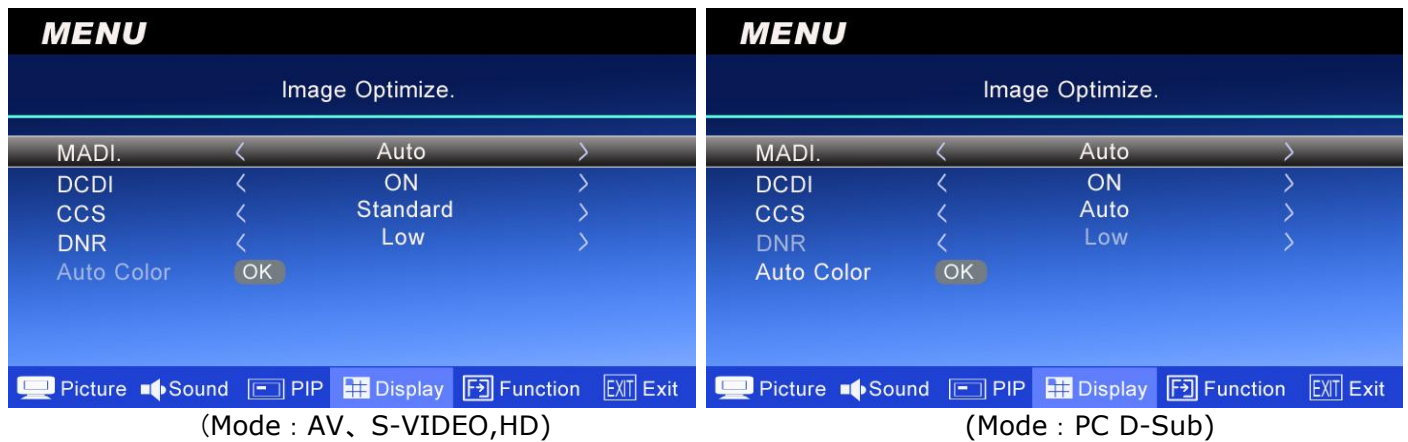 MENU
Image Optimize.
MADI. < Auto >
DCDI < ON >
CCS < Standard >
DNR < Low >
Auto Color OK
Picture Sound PIP Display F Function EXIT Exit
(Mode : AV、S-VIDEO,HD)
MENU
Image Optimize.
MADI. < Auto >
DCDI < ON >
CCS < Auto >
DNR < Low >
Auto Color OK
Picture Sound PIP Display F Function EXIT Exit
(Mode : PC D-Sub)